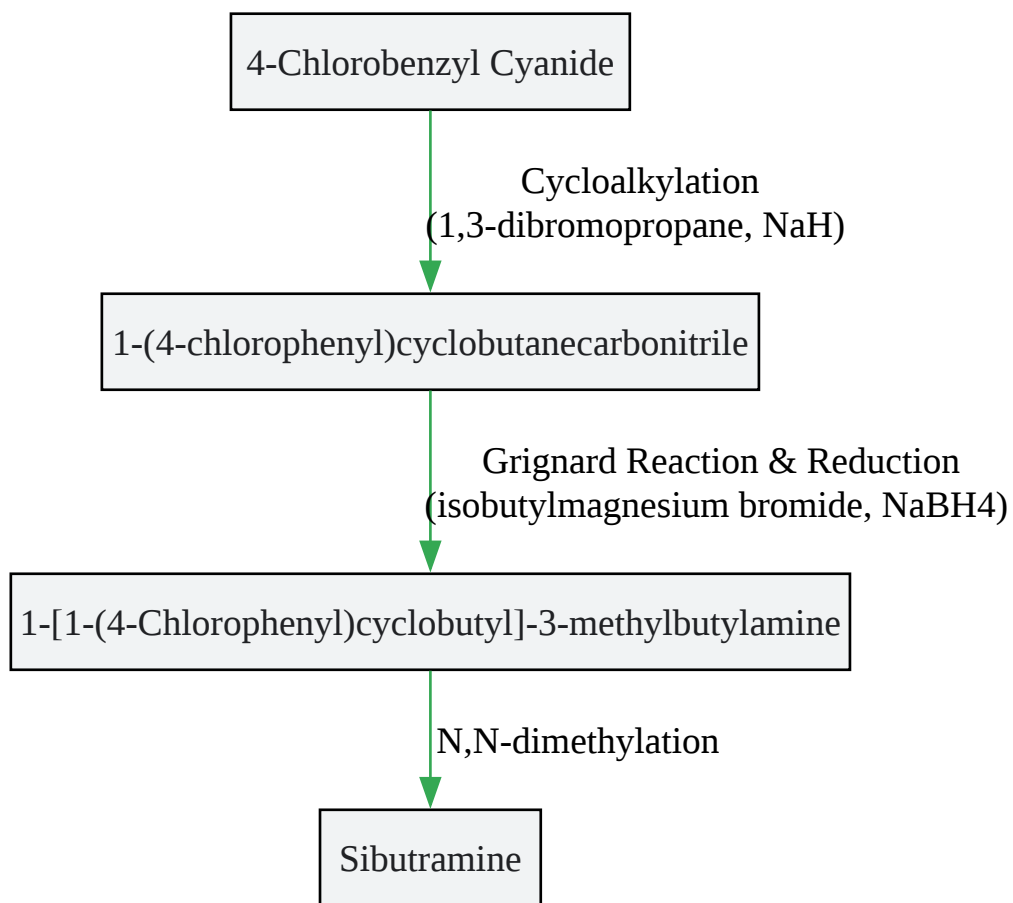 4-Chlorobenzyl Cyanide
Cycloalkylation
(1,3-dibromopropane, NaH)
1-(4-chlorophenyl)cyclobutanecarbonitrile
Grignard Reaction & Reduction
(isobutylmagnesium bromide, NaBH4)
1-[1-(4-Chlorophenyl)cyclobutyl]-3-methylbutylamine
N,N-dimethylation
Sibutramine